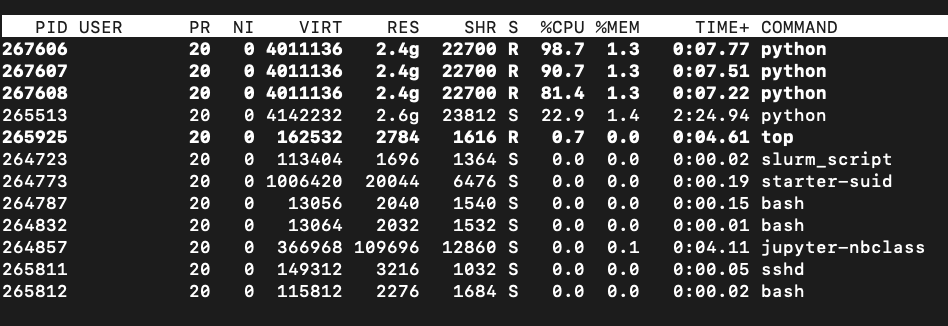 PID USER PR NI VIRT RES SHR S %CPU %MEM TIME+ COMMAND
267606 20 0 4011136 2.4g 22700 R 98.7 1.3 0:07.77 python
267607 20 0 4011136 2.4g 22700 R 90.7 1.3 0:07.51 python
267608 20 0 4011136 2.4g 22700 R 81.4 1.3 0:07.22 python
265513 20 0 4142232 2.6g 23812 S 22.9 1.4 2:24.94 python
265925 20 0 162532 2784 1616 R 0.7 0.0 0:04.61 top
264723 20 0 113404 1696 1364 S 0.0 0.0 0:00.02 slurm_script
264773 20 0 1006420 20044 6476 S 0.0 0.0 0:00.19 starter-suid
264787 20 0 13056 2040 1540 S 0.0 0.0 0:00.15 bash
264832 20 0 13064 2032 1532 S 0.0 0.0 0:00.01 bash
264857 20 0 366968 109696 12860 S 0.0 0.1 0:04.11 jupyter-nbclass
265811 20 0 149312 3216 1032 S 0.0 0.0 0:00.05 sshd
265812 20 0 115812 2276 1684 S 0.0 0.0 0:00.02 bash